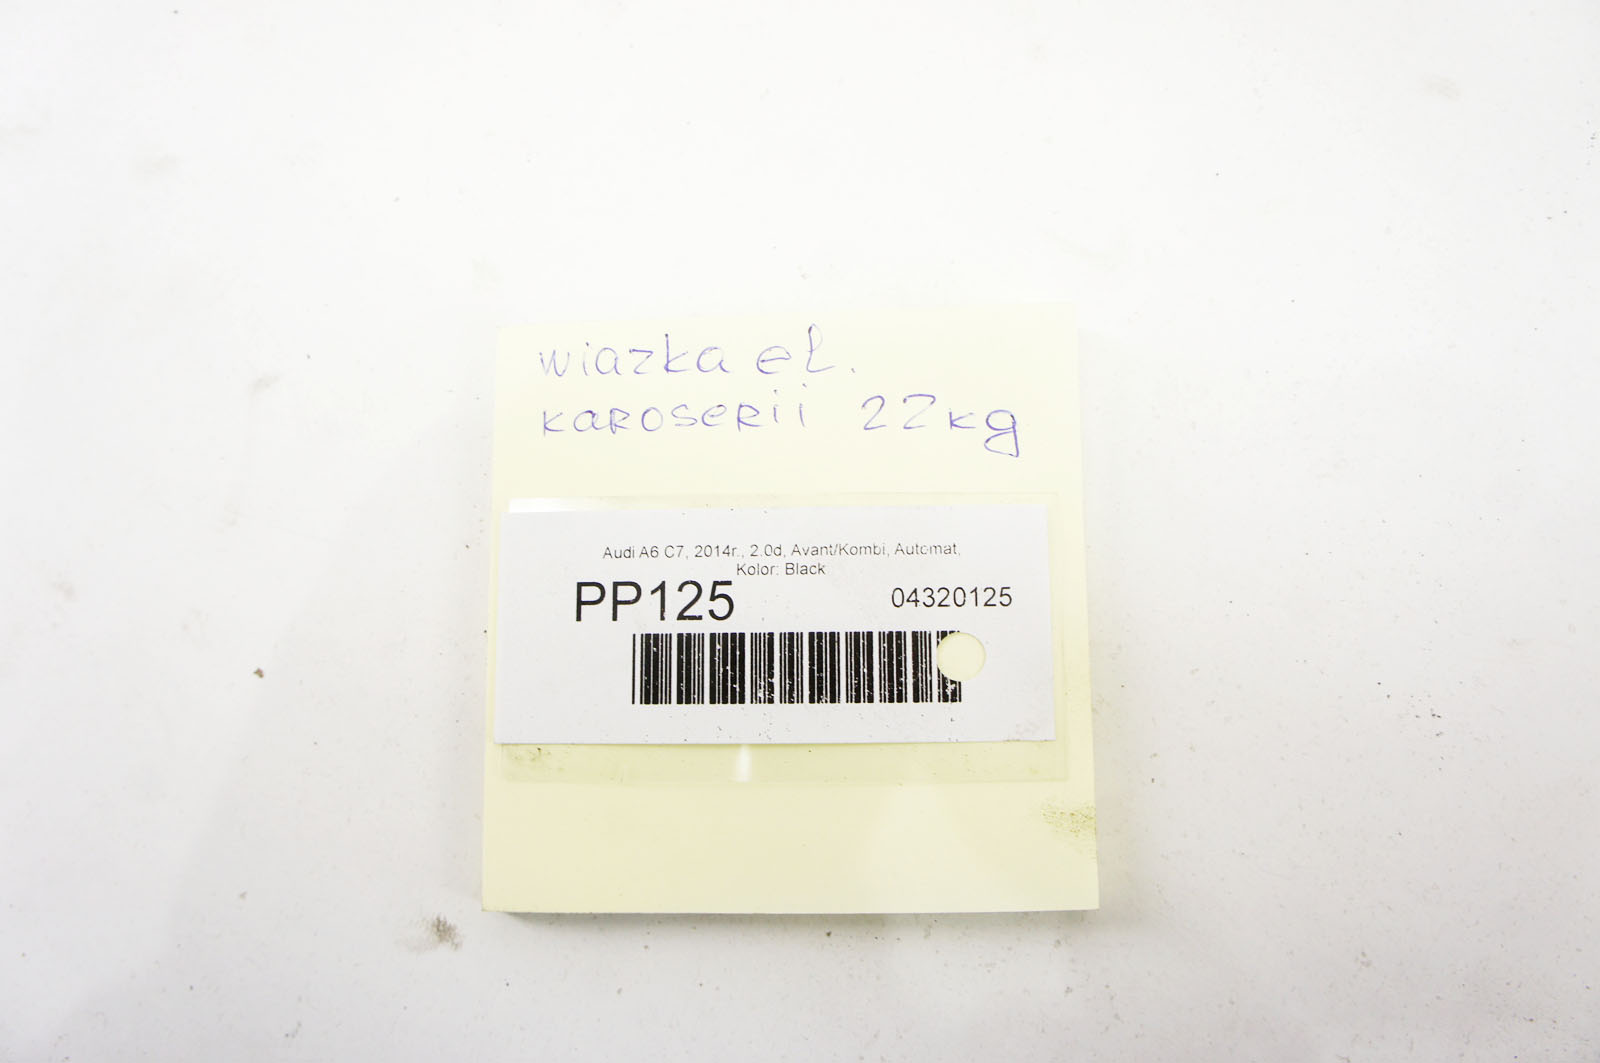 wiazka eł.
karoserii 22kg
Audi A6 C7, 2014r., 2.0d, Avant/Kombi, Automat,
Kolor: Black
PP125 04320125